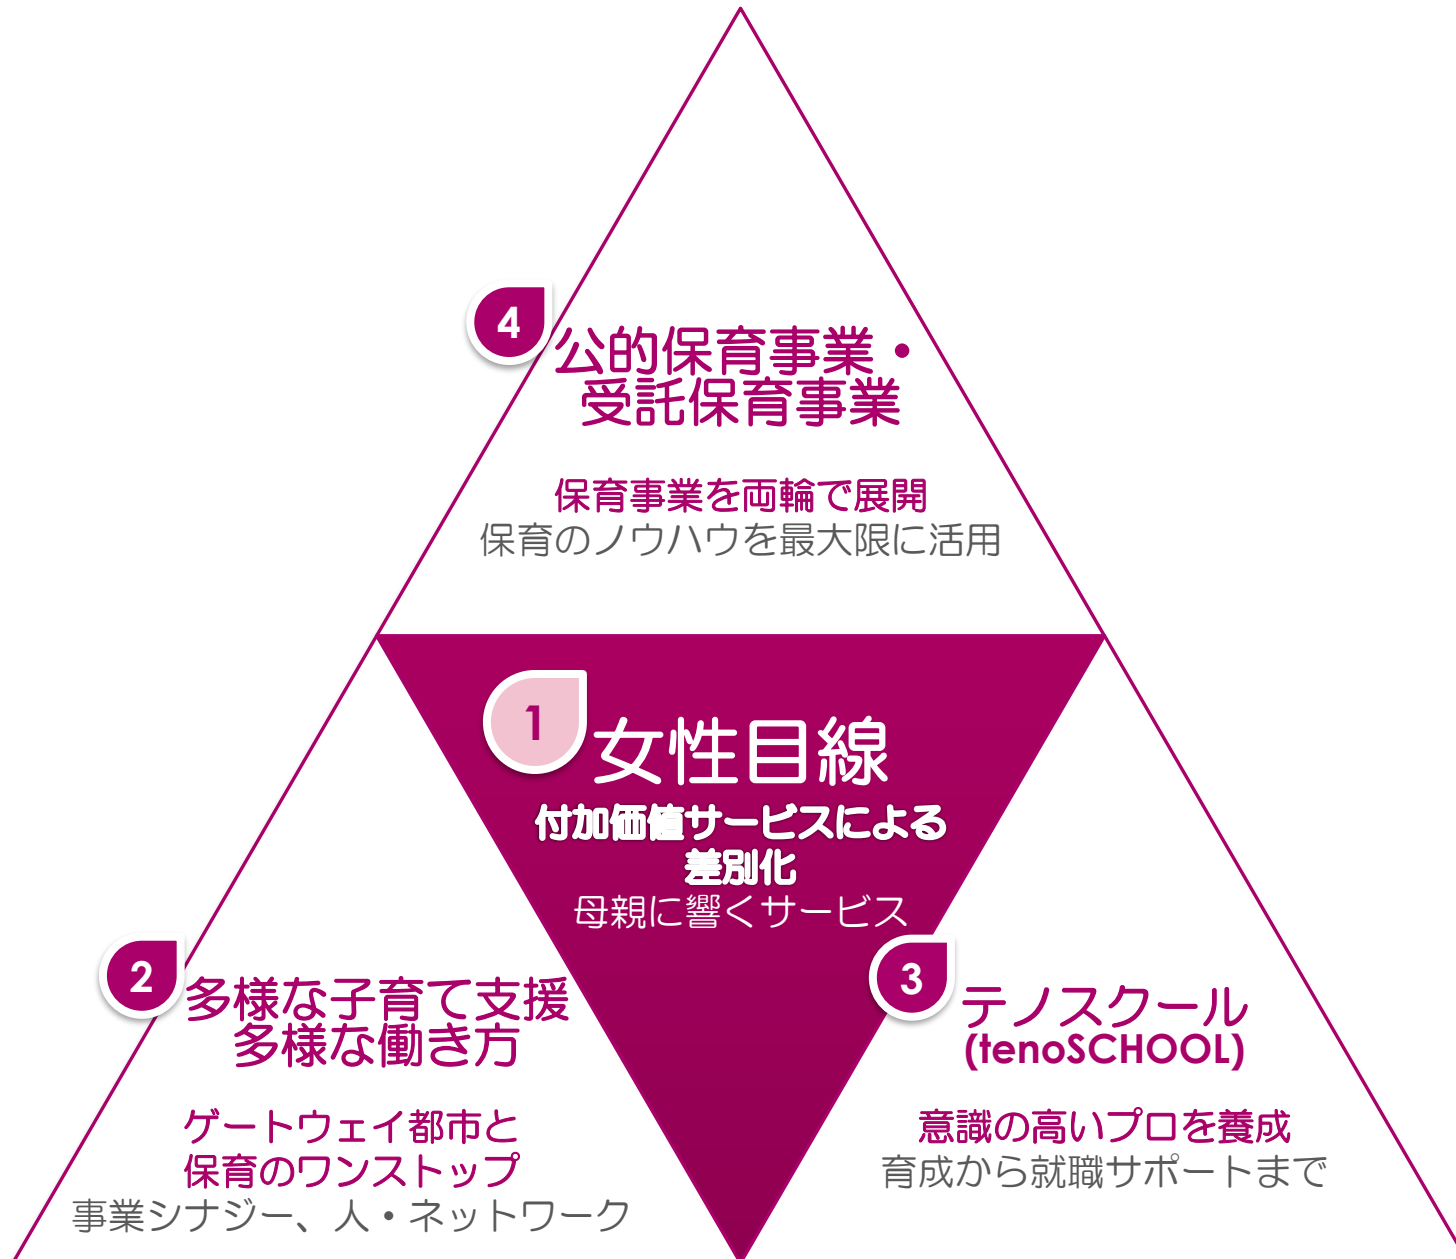 4
公的保育事業・
受託保育事業
保育事業を両輪で展開
保育のノウハウを最大限に活用
1
女性目線
付加価値サービスによる
差別化
母親に響くサービス
2
多様な子育て支援
多様な働き方
ゲートウェイ都市と
保育のワンストップ
事業シナジー、人・ネットワーク
3
テノスクール
(tenoSCHOOL)
意識の高いプロを養成
育成から就職サポートまで